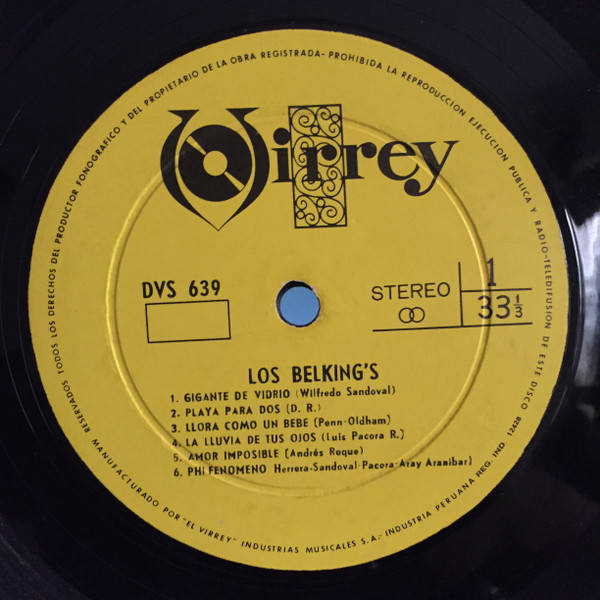 RESERVADOS TODOS LOS DERECHOS DEL PRODUCTOR FONOGRAFICO Y DEL PROPIETARIO DE LA OBRA REGISTRADA-PROHIBIDA LA REPRODUCCION EJECUCION PUBLICA Y RADIO-TELEDIFUSION DE ESTE DISCO
Virrey
DVS 639
STEREO
1
33 1/3
LOS BELKING'S
1. GIGANTE DE VIDRIO (Wilfredo Sandoval)
2. PLAYA PARA DOS (D. R.)
3. LLORA COMO UN BEBE (Penn-Oldham)
4. LA LLUVIA DE TUS OJOS (Luis Pacora R.)
5. AMOR IMPOSIBLE (Andrés Roque)
6. PHI FENOMENO Herrera-Sandoval-Pacora-Aray Aranibar)
MANUFACTURADO POR "EL VIRREY" INDUSTRIAS MUSICALES S.A.- INDUSTRIA PERUANA REG. IND. 12428